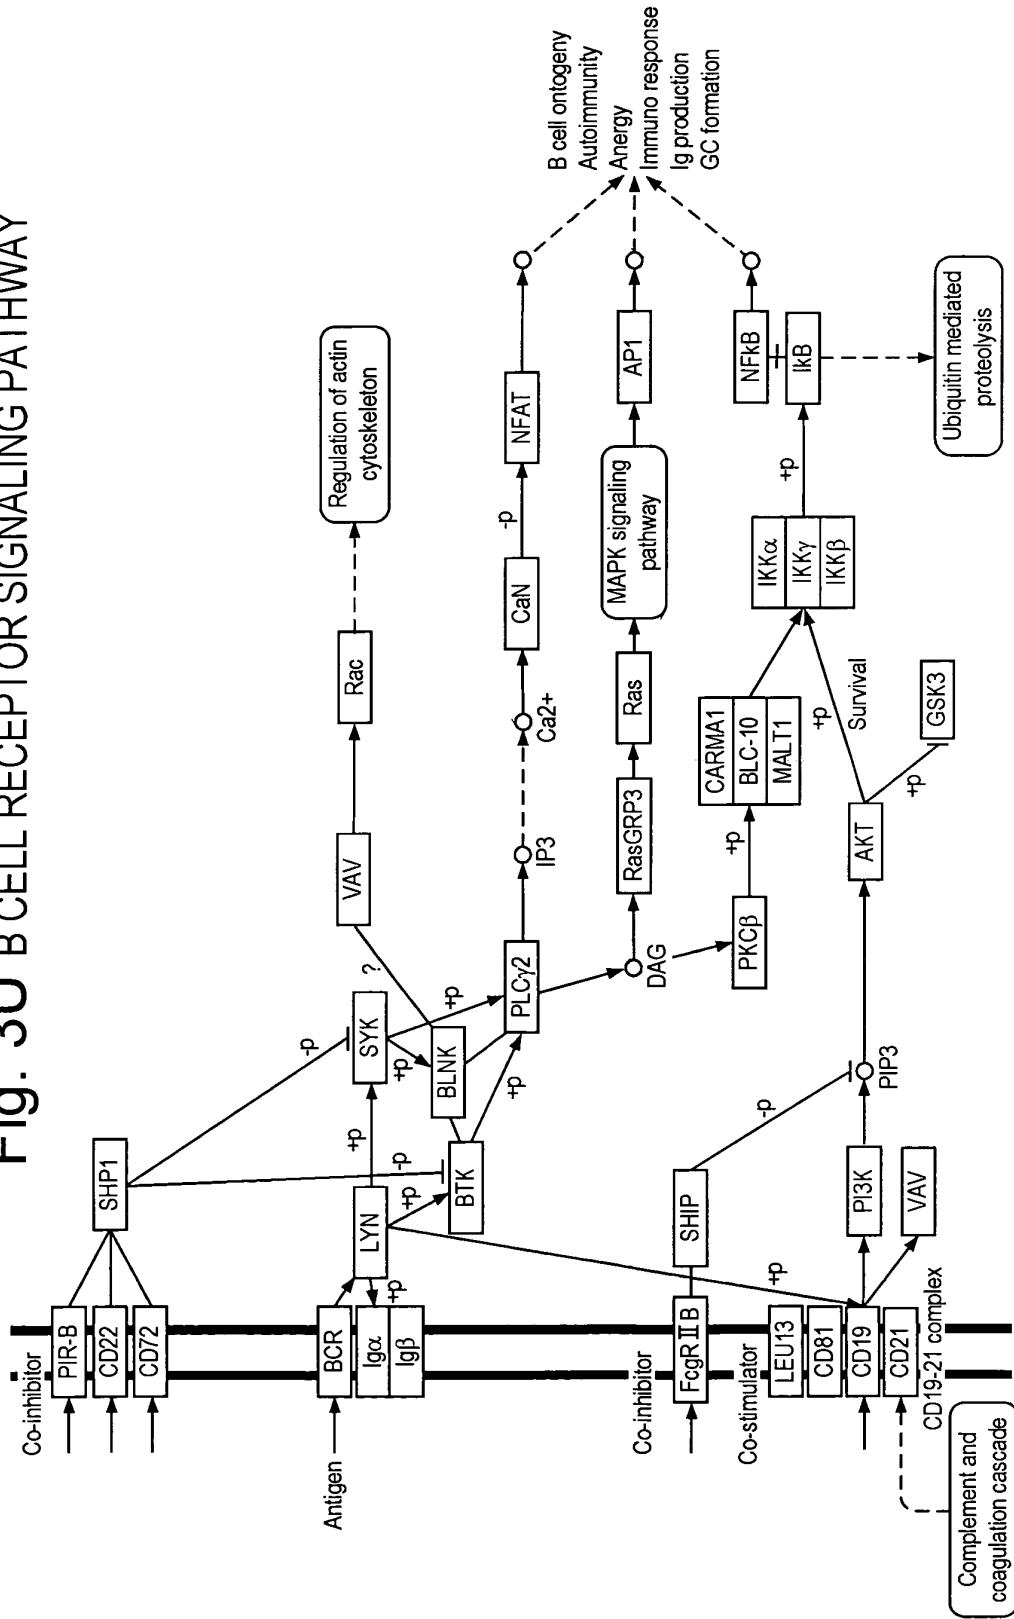 Fig. 3U B CELL RECEPTOR SIGNALING PATHWAY
Co-inhibitor
PIR-B
CD22
CD72
SHP1
-p
-p
Antigen
BCR
Igα
Igβ
+p
LYN
+p
+p
+p
SYK
+p
+p
?
BTK
+p
BLNK
VAV
Rac
Regulation of actin
cytoskeleton
PLCγ2
IP3
Ca2+
CaN
-p
NFAT
DAG
RasGRP3
Ras
MAPK signaling
pathway
AP1
B cell ontogeny
Autoimmunity
Anergy
Immuno response
Ig production
GC formation
PKCβ
+p
CARMA1
BLC-10
MALT1
IKKα
IKKγ
IKKβ
+p
NFkB
IkB
Ubiquitin mediated
proteolysis
Co-inhibitor
FcgRIIB
SHIP
-p
Co-stimulator
LEU13
CD81
CD19
CD21
CD19-21 complex
PI3K
VAV
PIP3
AKT
+p
Survival
+p
GSK3
Complement and
coagulation cascade